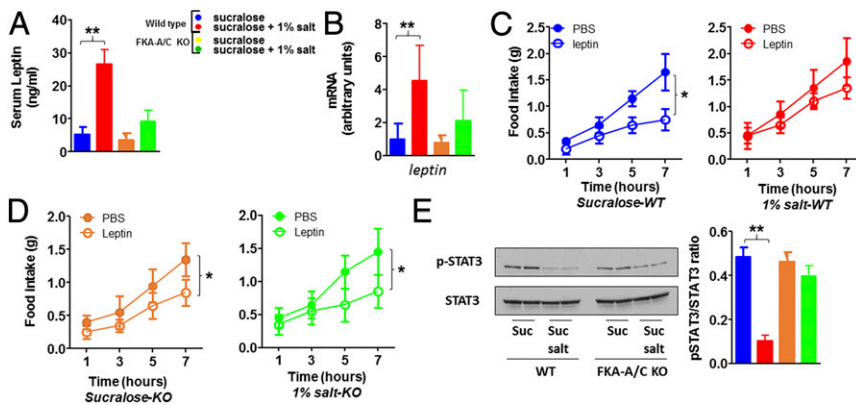 A
Serum Leptin
(ng/ml)
40
30
20
10
0
**
Wild type
sucralose
sucralose + 1% salt
FKA-A/C KO
sucralose
sucralose + 1% salt
B
mRNA
(arbitrary units)
8
6
4
2
0
**
leptin
C
Food Intake (g)
2.0
1.5
1.0
0.5
0.0
PBS
leptin
*
1 3 5 7
Time (hours)
Sucralose-WT
2.0
1.5
1.0
0.5
0.0
PBS
Leptin
1 3 5 7
Time (hours)
1% salt-WT
D
Food Intake (g)
2.0
1.5
1.0
0.5
0.0
PBS
Leptin
*
1 3 5 7
Time (hours)
Sucralose-KO
2.0
1.5
1.0
0.5
0.0
PBS
Leptin
*
1 3 5 7
Time (hours)
1% salt-KO
E
p-STAT3
STAT3
Suc Suc salt Suc Suc salt
WT FKA-A/C KO
pSTAT3/STAT3 ratio
0.6
0.4
0.2
0.0
**